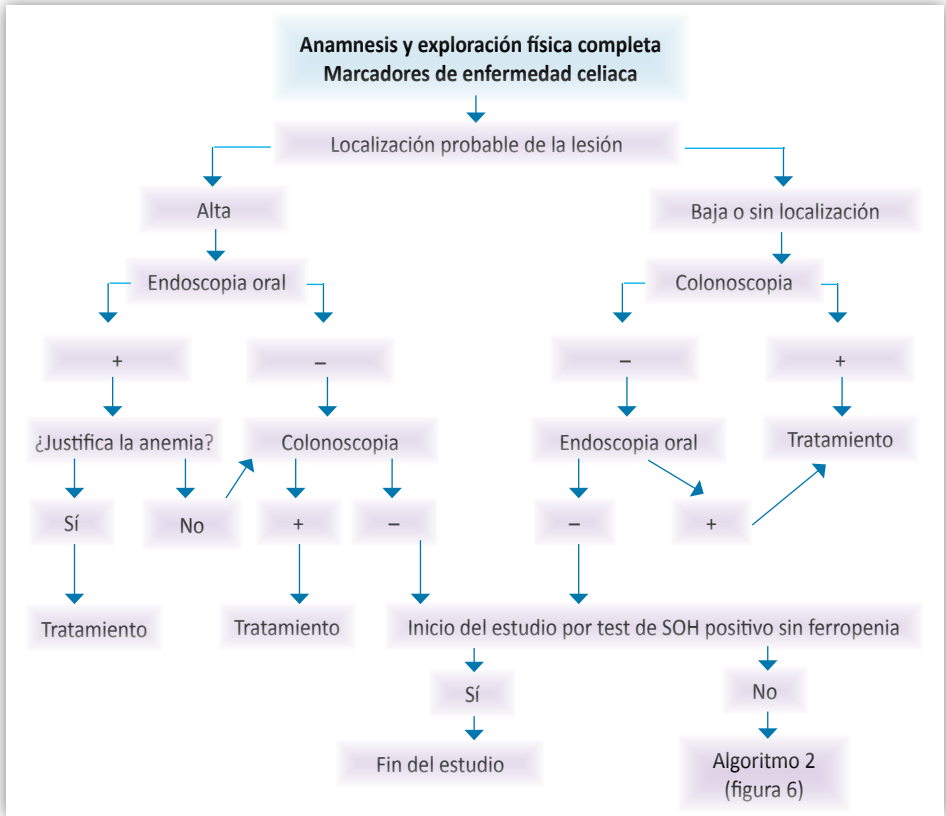 Anamnesis y exploración física completa
Marcadores de enfermedad celiaca
Localización probable de la lesión
Alta
Baja o sin localización
Endoscopia oral
Colonoscopia
+
–
–
+
¿Justifica la anemia?
Colonoscopia
Endoscopia oral
Tratamiento
Sí
No
+
–
–
+
Tratamiento
Tratamiento
Inicio del estudio por test de SOH positivo sin ferropenia
Sí
No
Fin del estudio
Algoritmo 2
(figura 6)